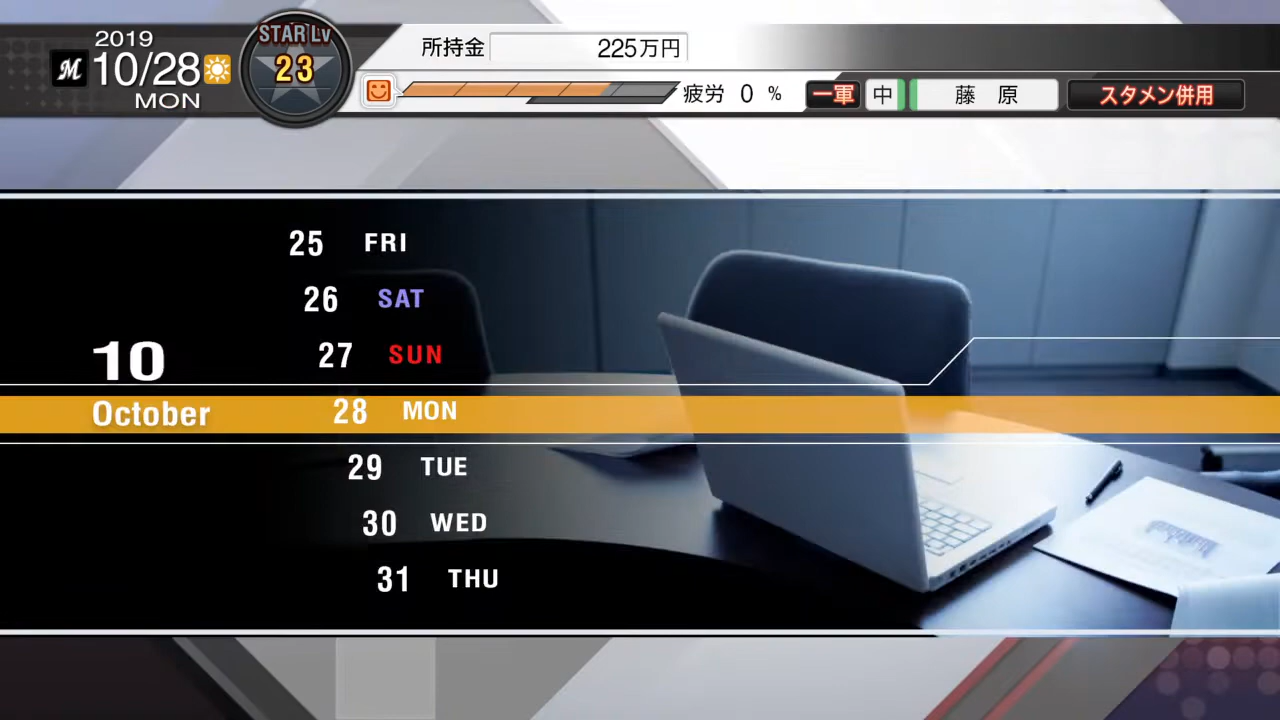 2019
M 10/28
MON
STAR Lv
23
所持金 225万円
疲労 0 %
一軍 中 藤原 スタメン併用
25 FRI
26 SAT
27 SUN
10
October
28 MON
29 TUE
30 WED
31 THU